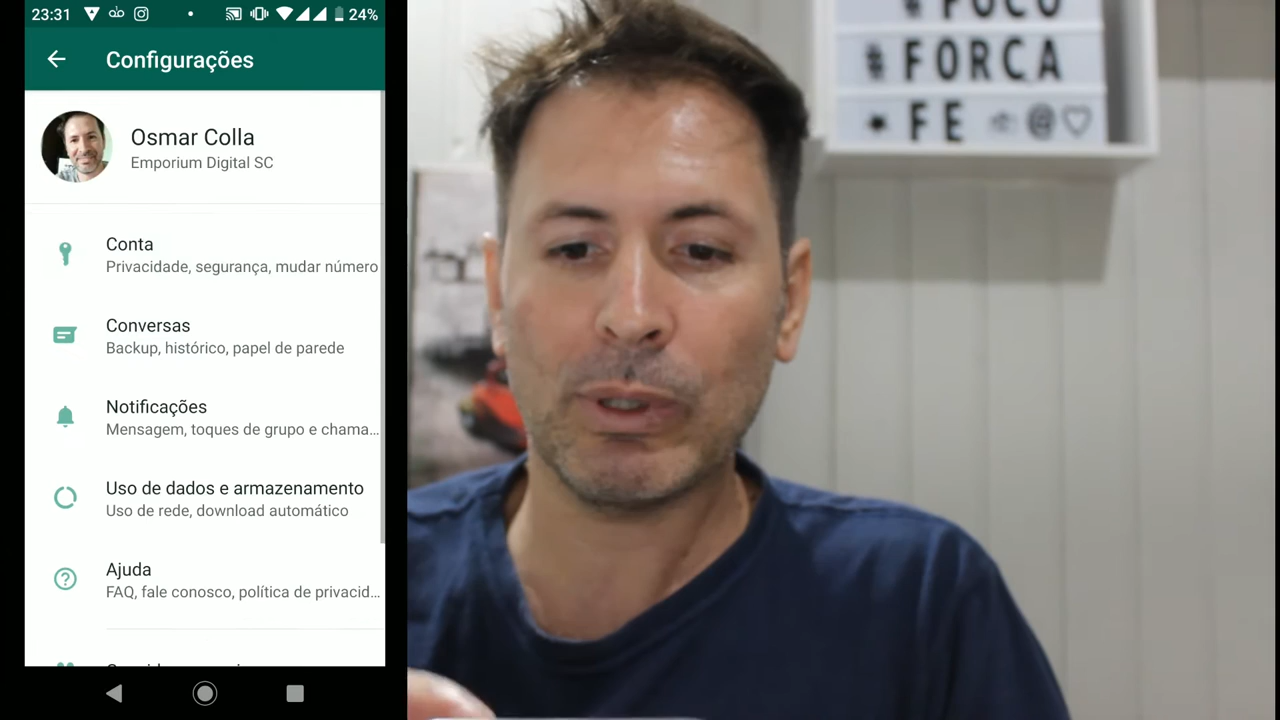 23:31
24%
Configurações
Osmar Colla
Emporium Digital SC
Conta
Privacidade, segurança, mudar número
Conversas
Backup, histórico, papel de parede
Notificações
Mensagem, toques de grupo e chama...
Uso de dados e armazenamento
Uso de rede, download automático
Ajuda
FAQ, fale conosco, política de privacid...
# FOCO
# FORÇA
★ FE @♡